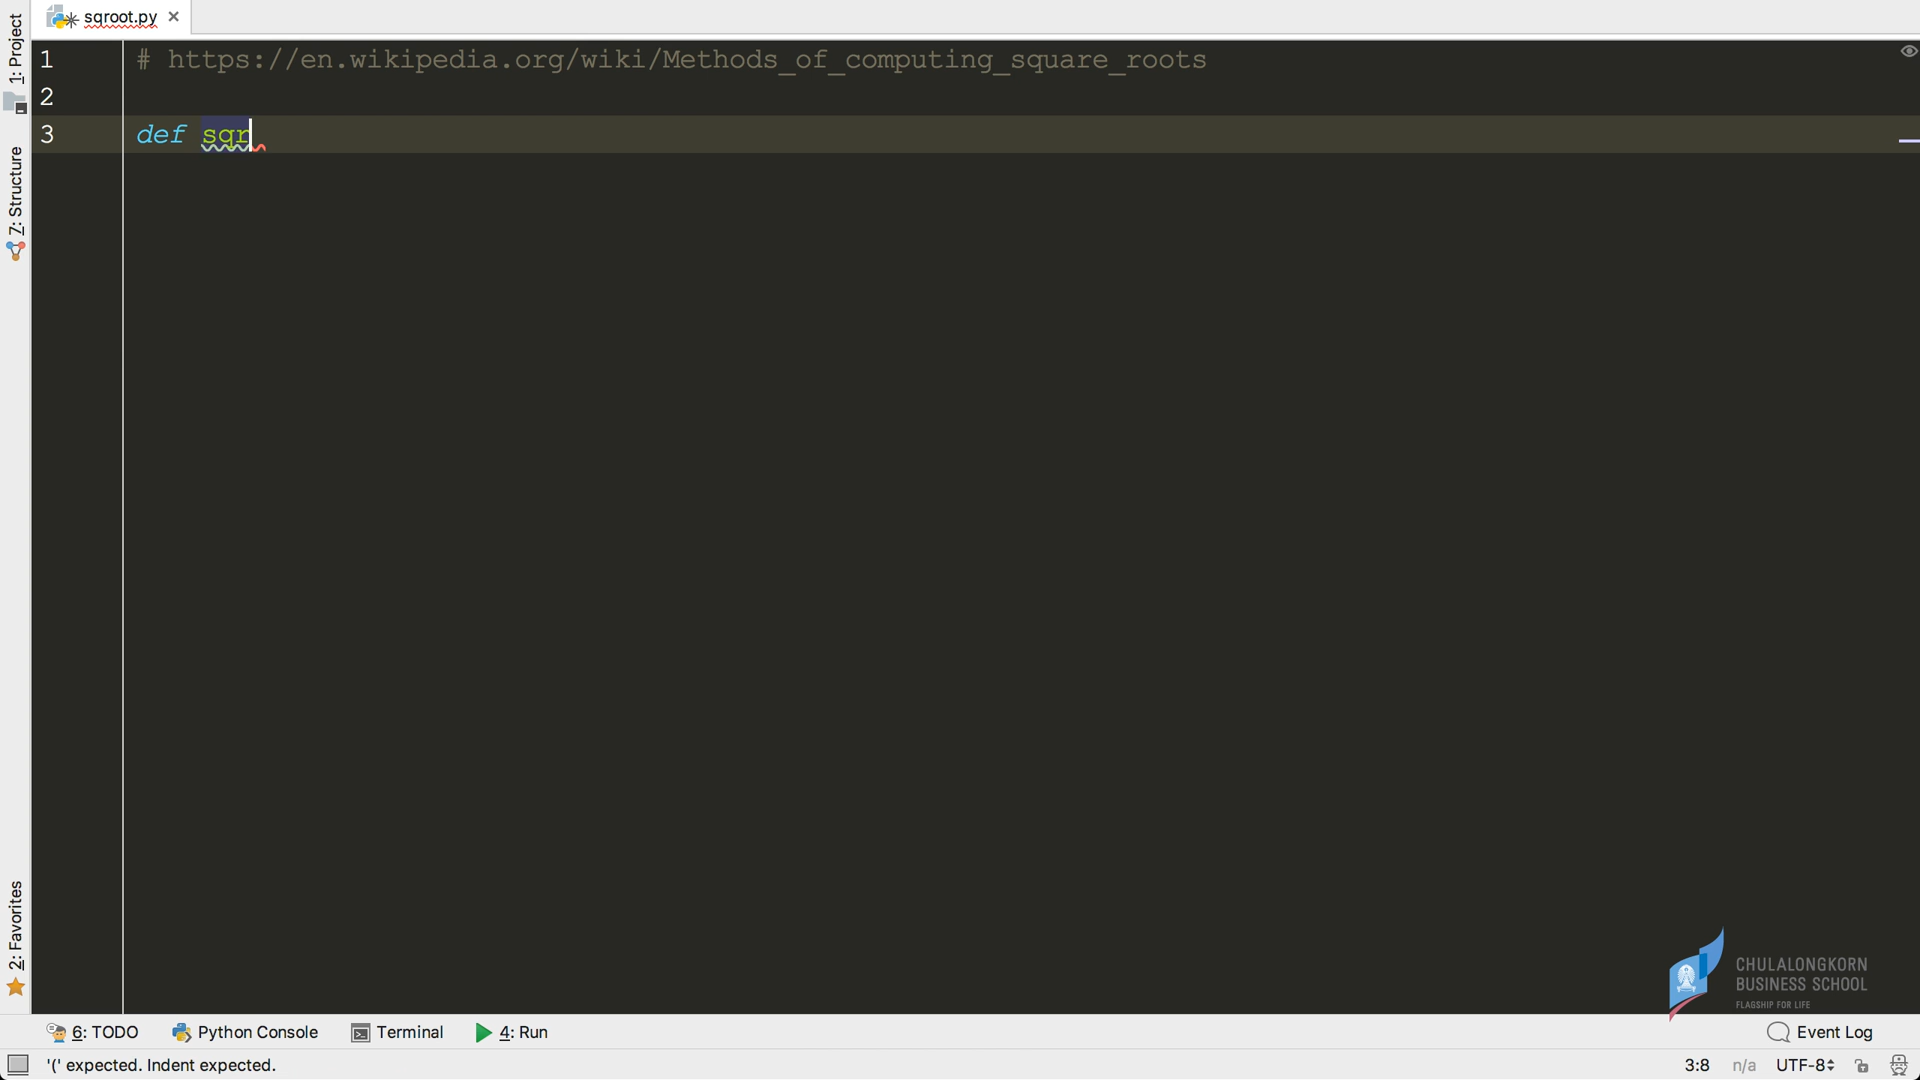 sqroot.py
1: Project
7: Structure
2: Favorites
1 # https://en.wikipedia.org/wiki/Methods_of_computing_square_roots
2
3 def sqr
CHULALONGKORN
BUSINESS SCHOOL
FLAGSHIP FOR LIFE
6: TODO Python Console Terminal 4: Run Event Log
'(' expected. Indent expected. 3:8 n/a UTF-8